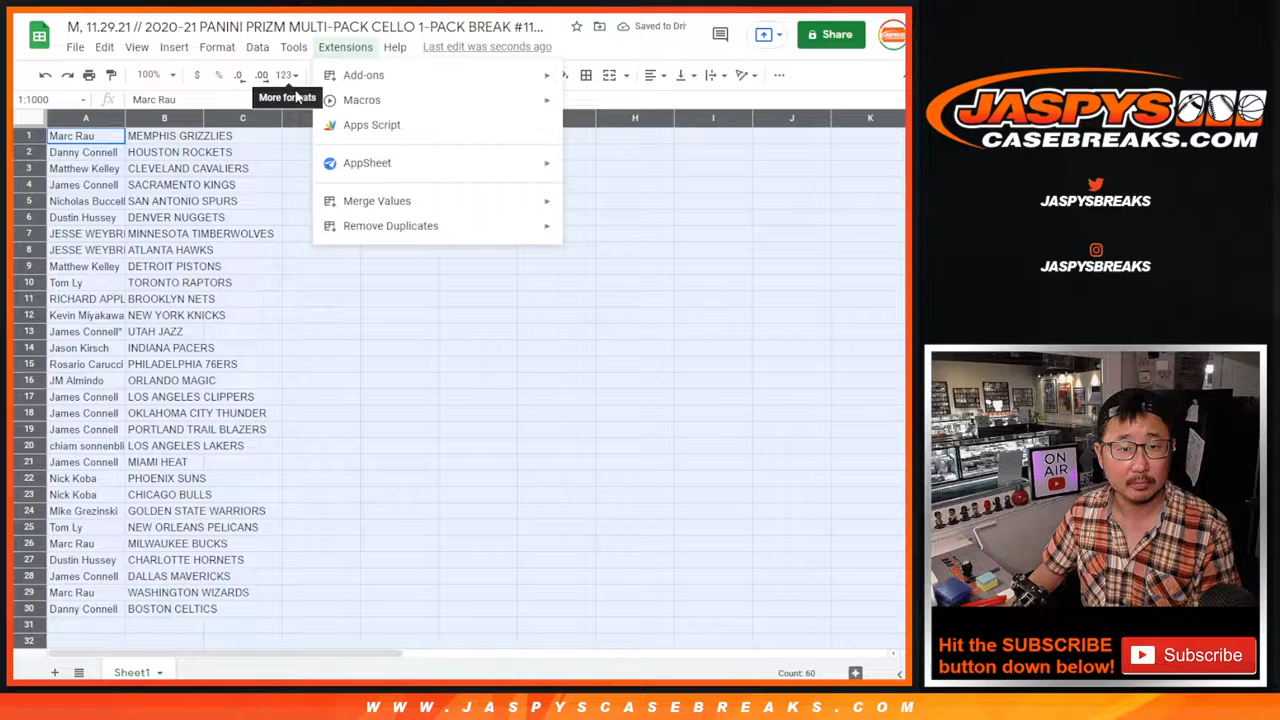 M, 11.29.21 // 2020-21 PANINI PRIZM MULTI-PACK CELLO 1-PACK BREAK #11...
Saved to Dri
Share
File Edit View Insert Format Data Tools Extensions Help Last edit was seconds ago
100% $ % .0 .00 123
More formats
1:1000 fx Marc Rau
Add-ons
Macros
Apps Script
AppSheet
Merge Values
Remove Duplicates
A B C H I J K
1 Marc Rau MEMPHIS GRIZZLIES
2 Danny Connell HOUSTON ROCKETS
3 Matthew Kelley CLEVELAND CAVALIERS
4 James Connell SACRAMENTO KINGS
5 Nicholas Buccell SAN ANTONIO SPURS
6 Dustin Hussey DENVER NUGGETS
7 JESSE WEYBRI MINNESOTA TIMBERWOLVES
8 JESSE WEYBRI ATLANTA HAWKS
9 Matthew Kelley DETROIT PISTONS
10 Tom Ly TORONTO RAPTORS
11 RICHARD APPL BROOKLYN NETS
12 Kevin Miyakawa NEW YORK KNICKS
13 James Connell* UTAH JAZZ
14 Jason Kirsch INDIANA PACERS
15 Rosario Carucci PHILADELPHIA 76ERS
16 JM Almindo ORLANDO MAGIC
17 James Connell LOS ANGELES CLIPPERS
18 James Connell OKLAHOMA CITY THUNDER
19 James Connell PORTLAND TRAIL BLAZERS
20 chiam sonnenbli LOS ANGELES LAKERS
21 James Connell MIAMI HEAT
22 Nick Koba PHOENIX SUNS
23 Nick Koba CHICAGO BULLS
24 Mike Grezinski GOLDEN STATE WARRIORS
25 Tom Ly NEW ORLEANS PELICANS
26 Marc Rau MILWAUKEE BUCKS
27 Dustin Hussey CHARLOTTE HORNETS
28 James Connell DALLAS MAVERICKS
29 Marc Rau WASHINGTON WIZARDS
30 Danny Connell BOSTON CELTICS
31
32
Sheet1
Count: 60
JASPYS
CASEBREAKS.COM
JASPYSBREAKS
JASPYSBREAKS
ON
AIR
Hit the SUBSCRIBE
button down below!
Subscribe
WWW.JASPYSCASEBREAKS.COM